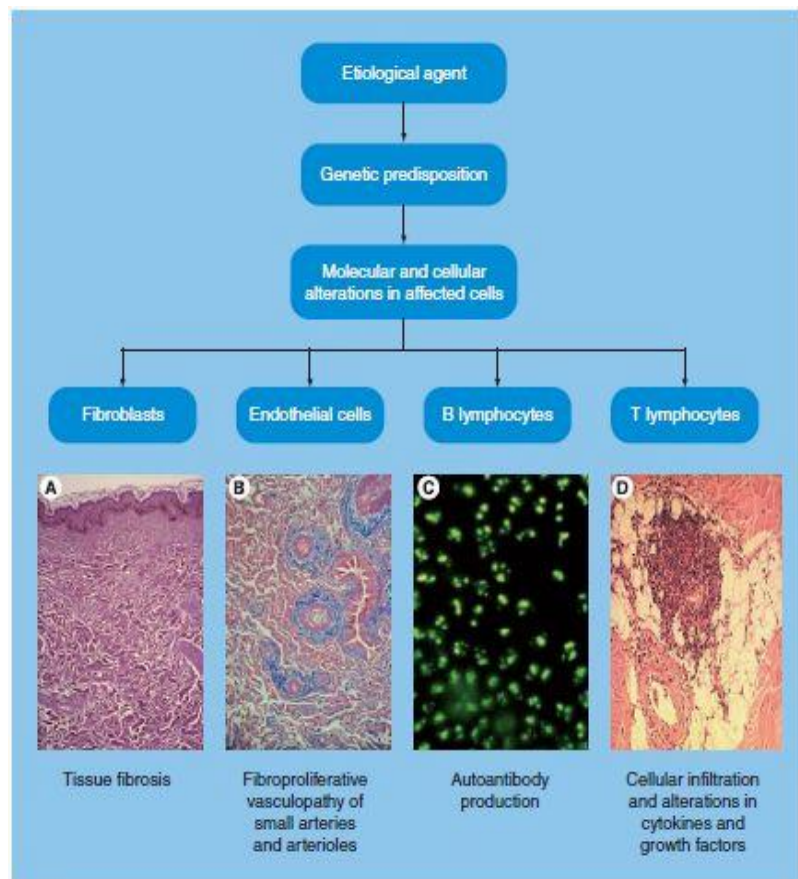 Etiological agent
Genetic predisposition
Molecular and cellular
alterations in affected cells
Fibroblasts
Endothelial cells
B lymphocytes
T lymphocytes
A
B
C
D
Tissue fibrosis
Fibroproliferative
vasculopathy of
small arteries
and arterioles
Autoantibody
production
Cellular infiltration
and alterations in
cytokines and
growth factors